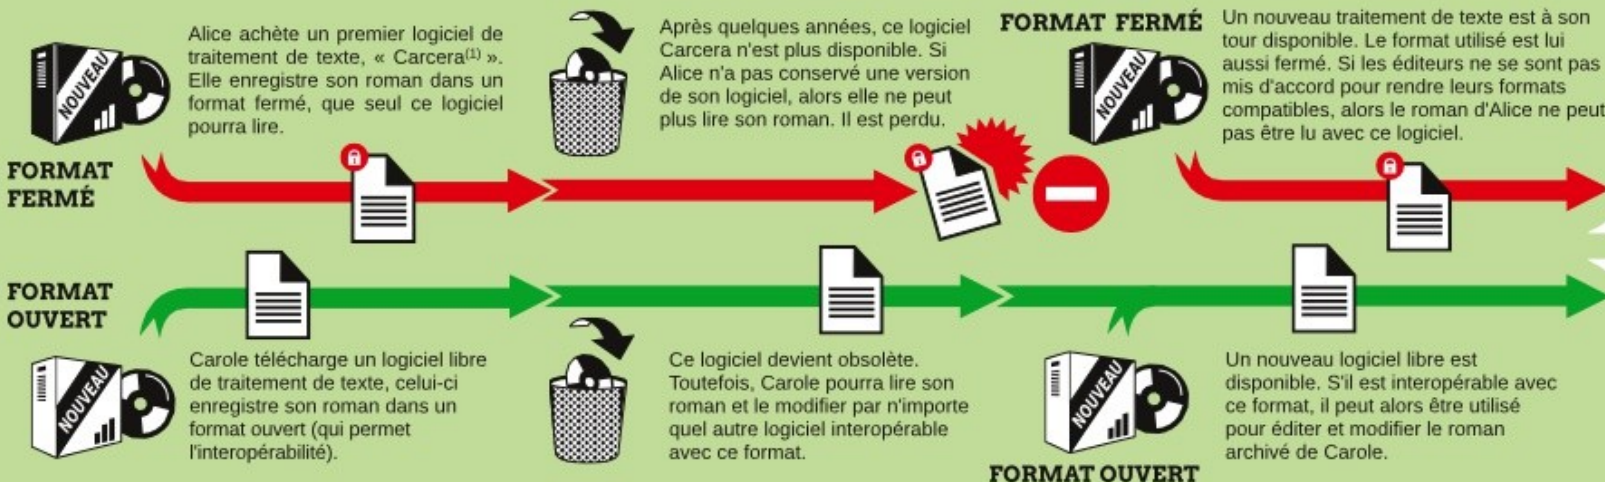 NOUVEAU
Alice achète un premier logiciel de
traitement de texte, « Carcera(1) ».
Elle enregistre son roman dans un
format fermé, que seul ce logiciel
pourra lire.
FORMAT
FERMÉ
Après quelques années, ce logiciel
Carcera n'est plus disponible. Si
Alice n'a pas conservé une version
de son logiciel, alors elle ne peut
plus lire son roman. Il est perdu.
FORMAT FERMÉ
NOUVEAU
Un nouveau traitement de texte est à son
tour disponible. Le format utilisé est lui
aussi fermé. Si les éditeurs ne se sont pas
mis d'accord pour rendre leurs formats
compatibles, alors le roman d'Alice ne peut
pas être lu avec ce logiciel.
FORMAT
OUVERT
NOUVEAU
Carole télécharge un logiciel libre
de traitement de texte, celui-ci
enregistre son roman dans un
format ouvert (qui permet
l'interopérabilité).
Ce logiciel devient obsolète.
Toutefois, Carole pourra lire son
roman et le modifier par n'importe
quel autre logiciel interopérable
avec ce format.
NOUVEAU
FORMAT OUVERT
Un nouveau logiciel libre est
disponible. S'il est interopérable avec
ce format, il peut alors être utilisé
pour éditer et modifier le roman
archivé de Carole.